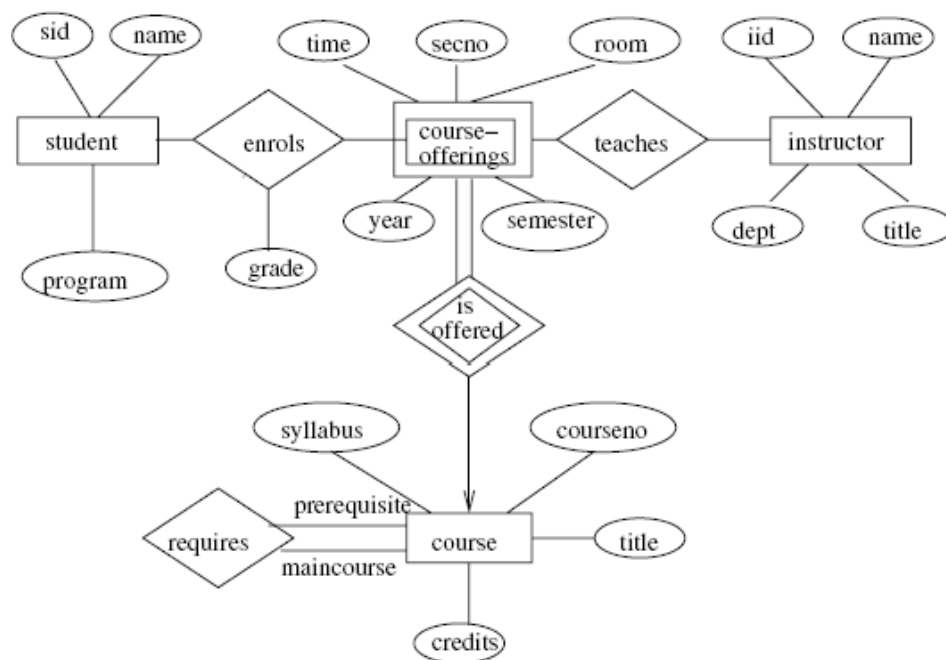 sid
name
time
secno
room
iid
name
student
enrols
course-
offerings
teaches
instructor
year
semester
dept
title
program
grade
is
offered
syllabus
courseno
prerequisite
requires
course
title
maincourse
credits